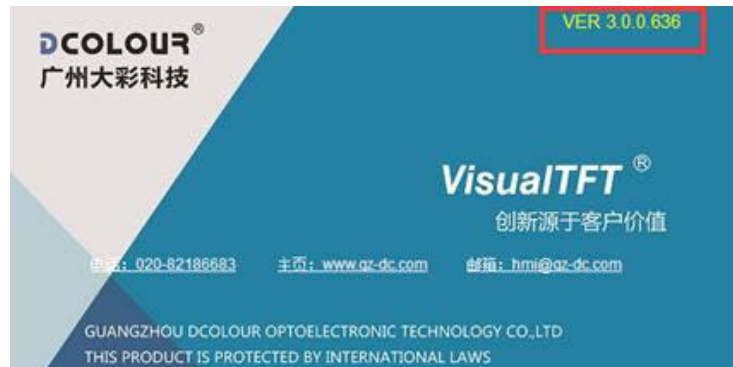 DCOLOUR®
广州大彩科技
VER 3.0.0.636
VisualTFT ®
创新源于客户价值
电话：020-82186683 主页：www.gz-dc.com 邮箱：hmi@gz-dc.com
GUANGZHOU DCOLOUR OPTOELECTRONIC TECHNOLOGY CO.,LTD
THIS PRODUCT IS PROTECTED BY INTERNATIONAL LAWS